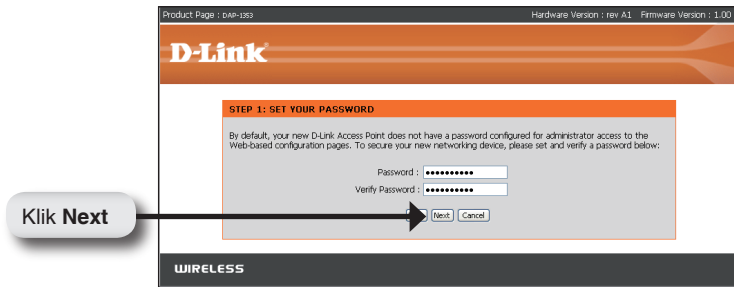 Product Page : DAP-1353 Hardware Version : rev A1 Firmware Version : 1.00
D-Link
STEP 1: SET YOUR PASSWORD
By default, your new D-Link Access Point does not have a password configured for administrator access to the
Web-based configuration pages. To secure your new networking device, please set and verify a password below:
Password : ••••••••••
Verify Password : ••••••••••
Klik Next
Next Cancel
WIRELESS